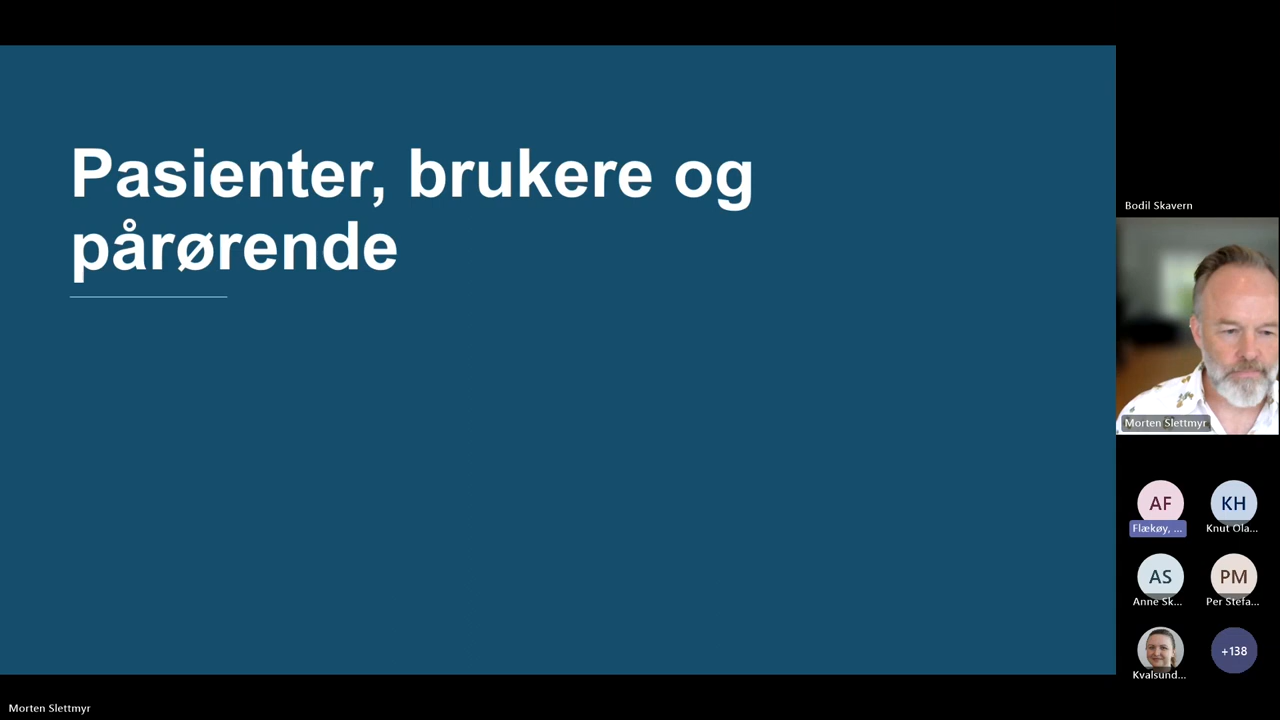 Pasienter, brukere og
pårørende
Bodil Skavern
Morten Slettmyr
AF
KH
Flækøy, ...
Knut Ola...
AS
PM
Anne Sk...
Per Stefa...
+138
Kvalsund...
Morten Slettmyr